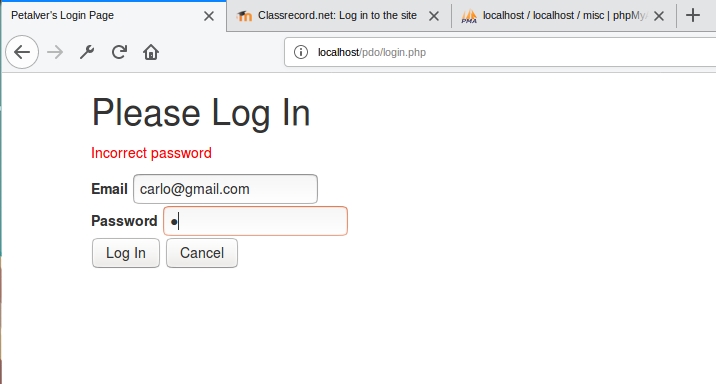 Petalver's Login Page
Classrecord.net: Log in to the site
PMA
localhost / localhost / misc | phpMy
localhost/pdo/login.php
Please Log In
Incorrect password
Email carlo@gmail.com
Password
Log In Cancel